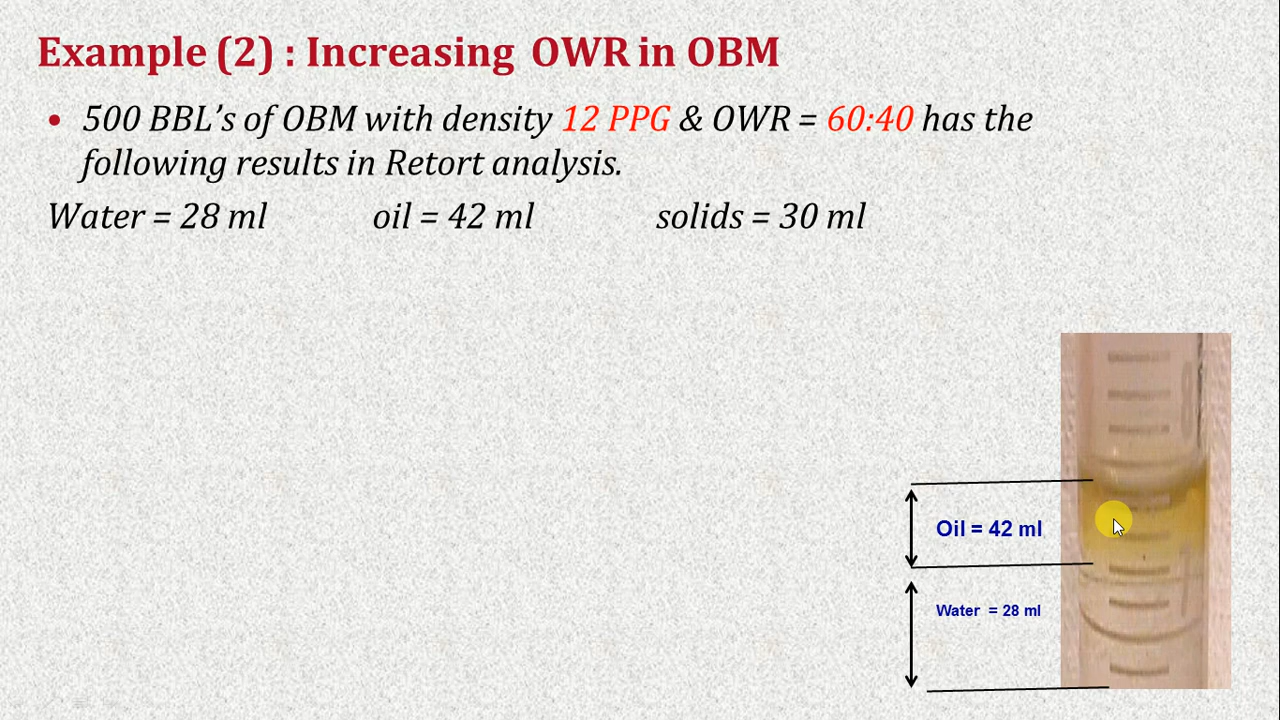 Example (2) : Increasing OWR in OBM
• 500 BBL’s of OBM with density 12 PPG & OWR = 60:40 has the
following results in Retort analysis.
Water = 28 ml oil = 42 ml solids = 30 ml
Oil = 42 ml
Water = 28 ml